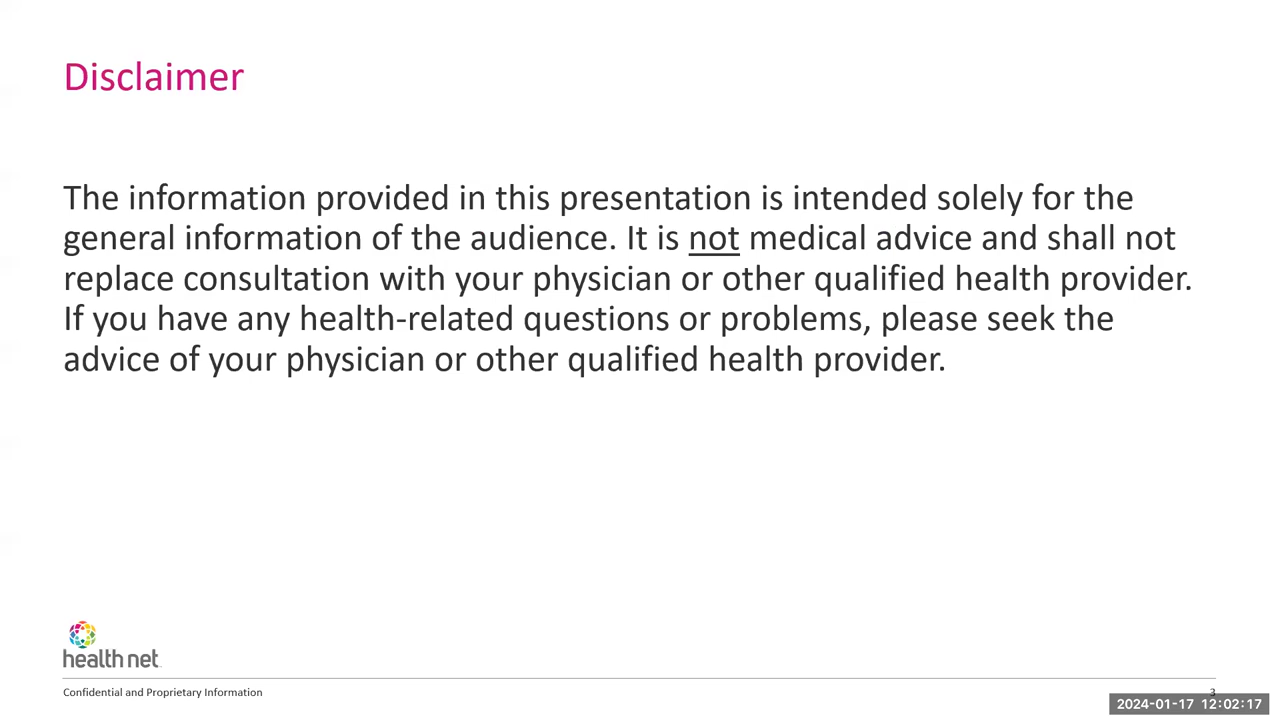 Disclaimer
The information provided in this presentation is intended solely for the
general information of the audience. It is not medical advice and shall not
replace consultation with your physician or other qualified health provider.
If you have any health-related questions or problems, please seek the
advice of your physician or other qualified health provider.
health net
Confidential and Proprietary Information
3
2024-01-17 12:02:17